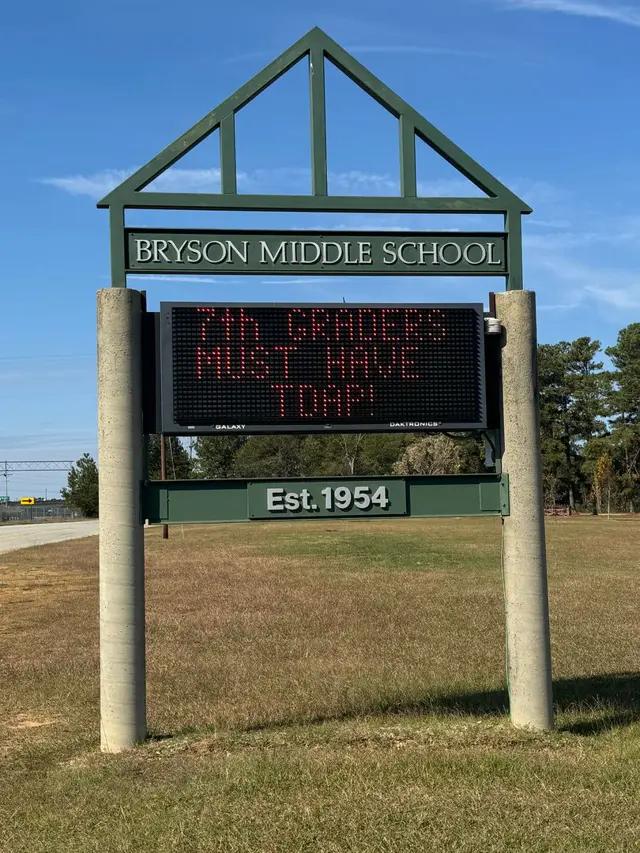 BRYSON MIDDLE SCHOOL
7th GRADERS
MUST HAVE
TDAP!
GALAXY DAKTRONICS
Est. 1954